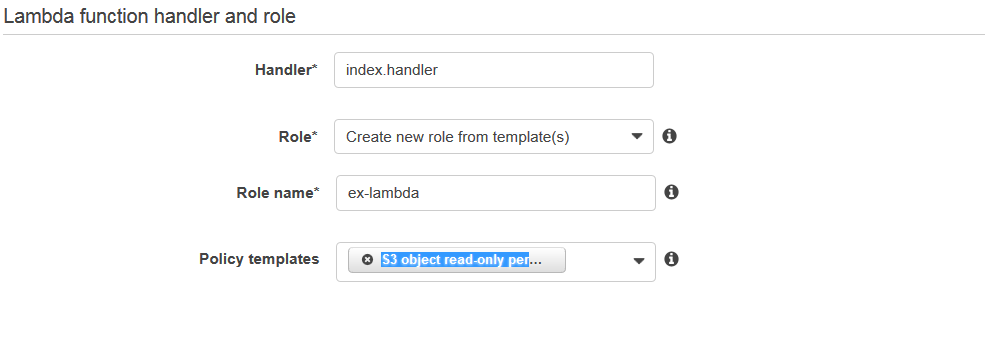 Lambda function handler and role
Handler* index.handler
Role* Create new role from template(s)
Role name* ex-lambda
Policy templates S3 object read-only per...